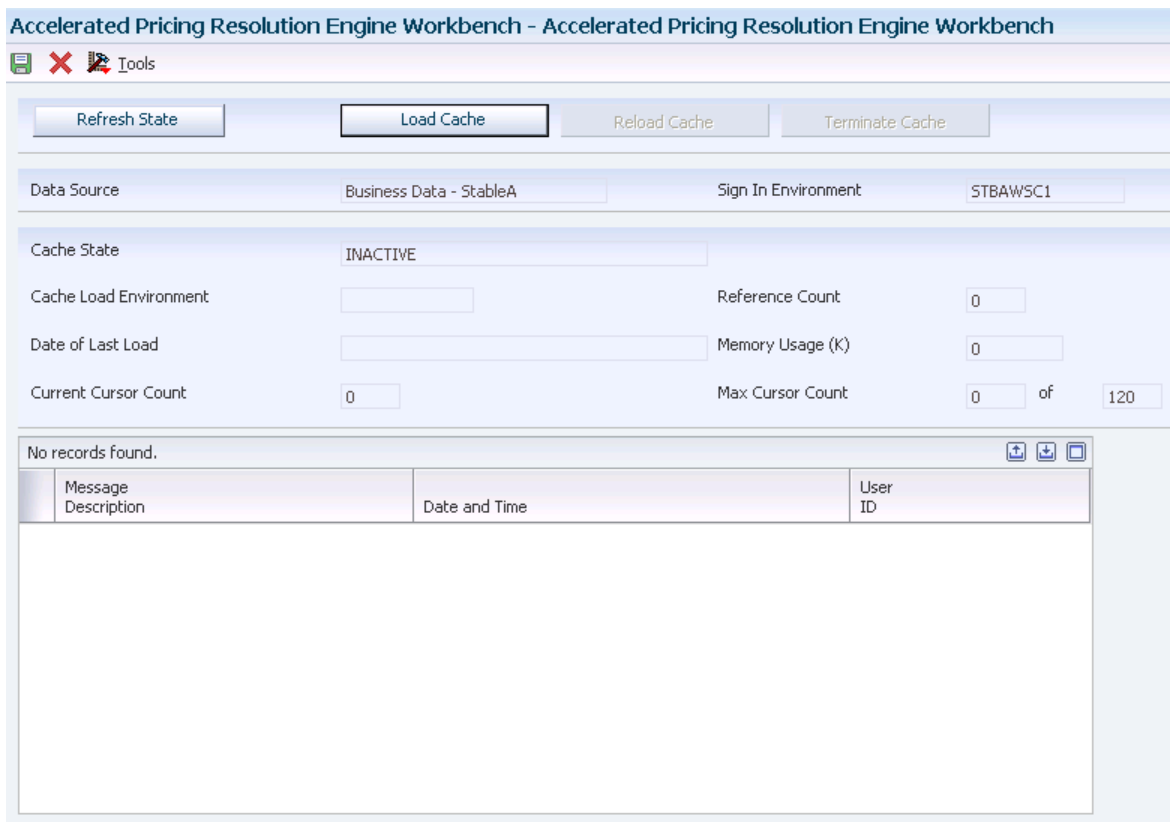 Accelerated Pricing Resolution Engine Workbench - Accelerated Pricing Resolution Engine Workbench
Tools
Refresh State Load Cache Reload Cache Terminate Cache
Data Source Business Data - StableA Sign In Environment STBAWSC1
Cache State INACTIVE
Cache Load Environment Reference Count 0
Date of Last Load Memory Usage (K) 0
Current Cursor Count 0 Max Cursor Count 0 of 120
No records found.
Message Description Date and Time User ID